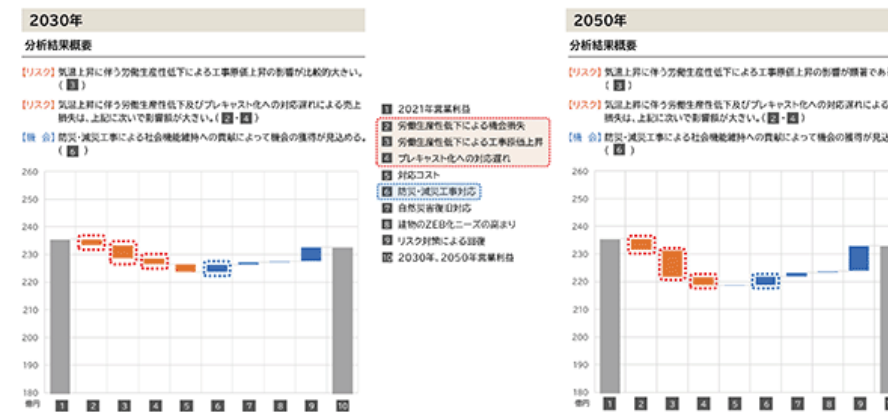 2030年
分析結果概要
【リスク】気温上昇に伴う労働生産性低下による工事原価上昇の影響が比較的大きい。
( 3 )
【リスク】気温上昇に伴う労働生産性低下及びプレキャスト化への対応遅れによる売上
損失は、上記に次いで影響額が大きい。( 2 ・ 4 )
【機 会】防災・減災工事による社会機能維持への貢献によって機会の獲得が見込める。
( 6 )
260
250
240
230
220
210
200
190
180
億円
1 2 3 4 5 6 7 8 9 10
1 2021年営業利益
2 労働生産性低下による機会損失
3 労働生産性低下による工事原価上昇
4 プレキャスト化への対応遅れ
5 対応コスト
6 防災・減災工事対応
7 自然災害復旧対応
8 建物のZEB化ニーズの高まり
9 リスク対策による回復
10 2030年、2050年営業利益
2050年
分析結果概要
【リスク】気温上昇に伴う労働生産性低下による工事原価上昇の影響が顕著であ
( 3 )
【リスク】気温上昇に伴う労働生産性低下及びプレキャスト化への対応遅れによる
損失は、上記に次いで影響額が大きい。( 2 ・ 4 )
【機 会】防災・減災工事による社会機能維持への貢献によって機会の獲得が見込
( 6 )
260
250
240
230
220
210
200
190
180
億円
1 2 3 4 5 6 7 8 9